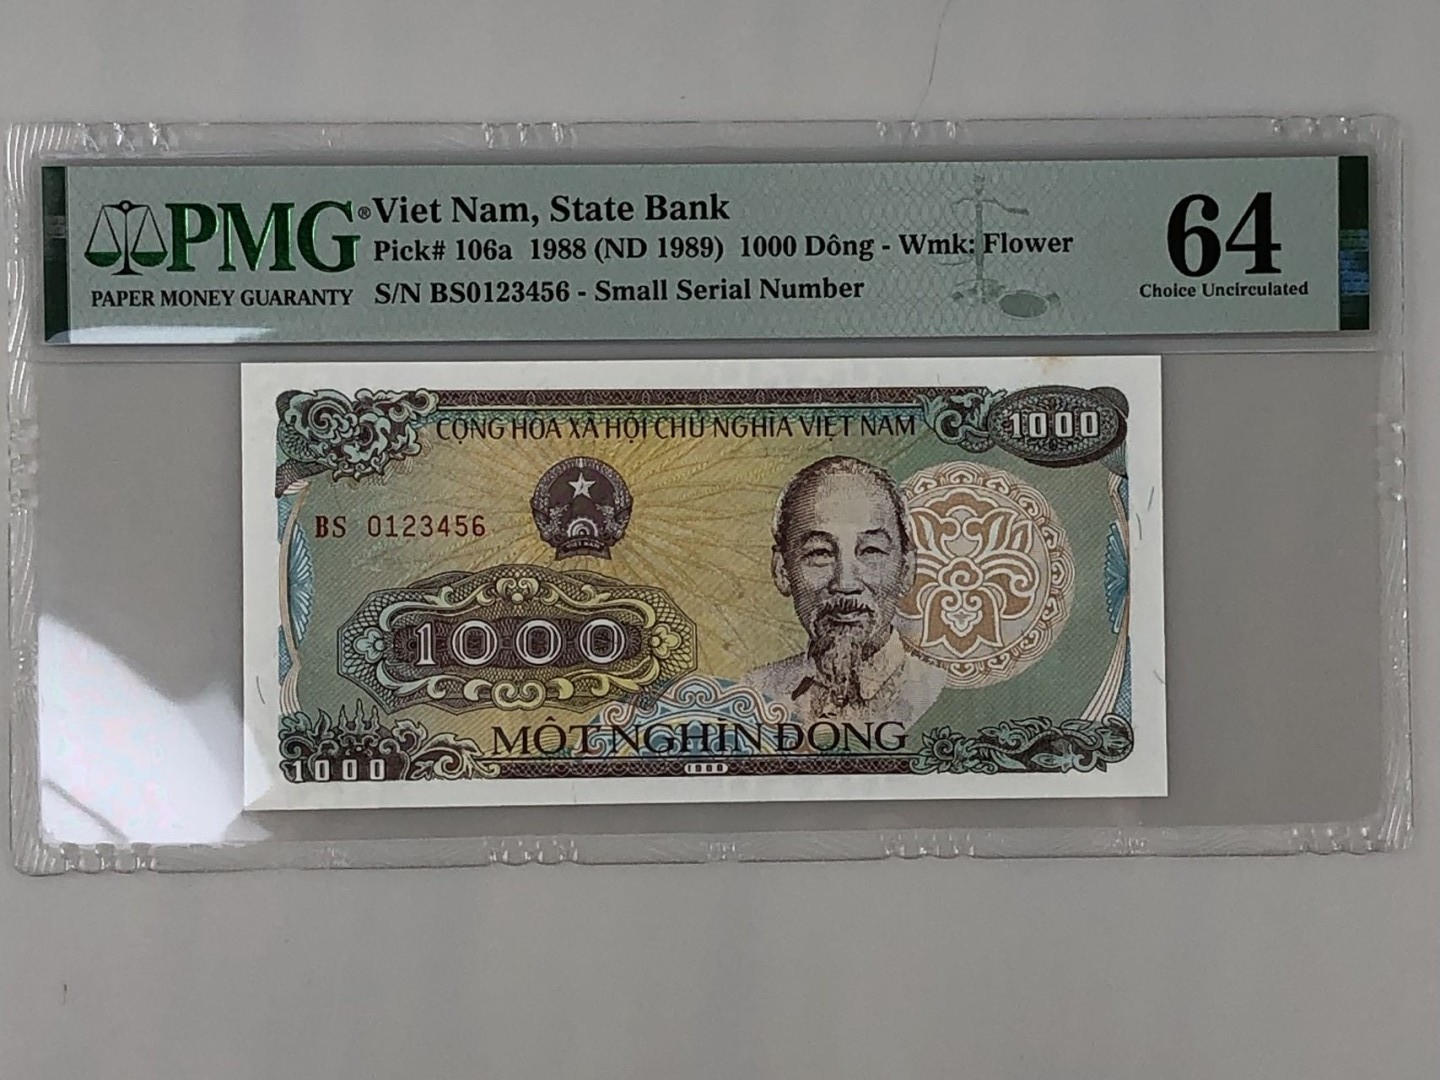 PMG® Viet Nam, State Bank
Pick# 106a 1988 (ND 1989) 1000 Dông - Wmk: Flower
PAPER MONEY GUARANTY S/N BS0123456 - Small Serial Number
64
Choice Uncirculated
CỘNG HÒA XÃ HỘI CHỦ NGHĨA VIỆT NAM
1000
BS 0123456
1000
MỘT NGHÌN ĐỒNG
1000
1988